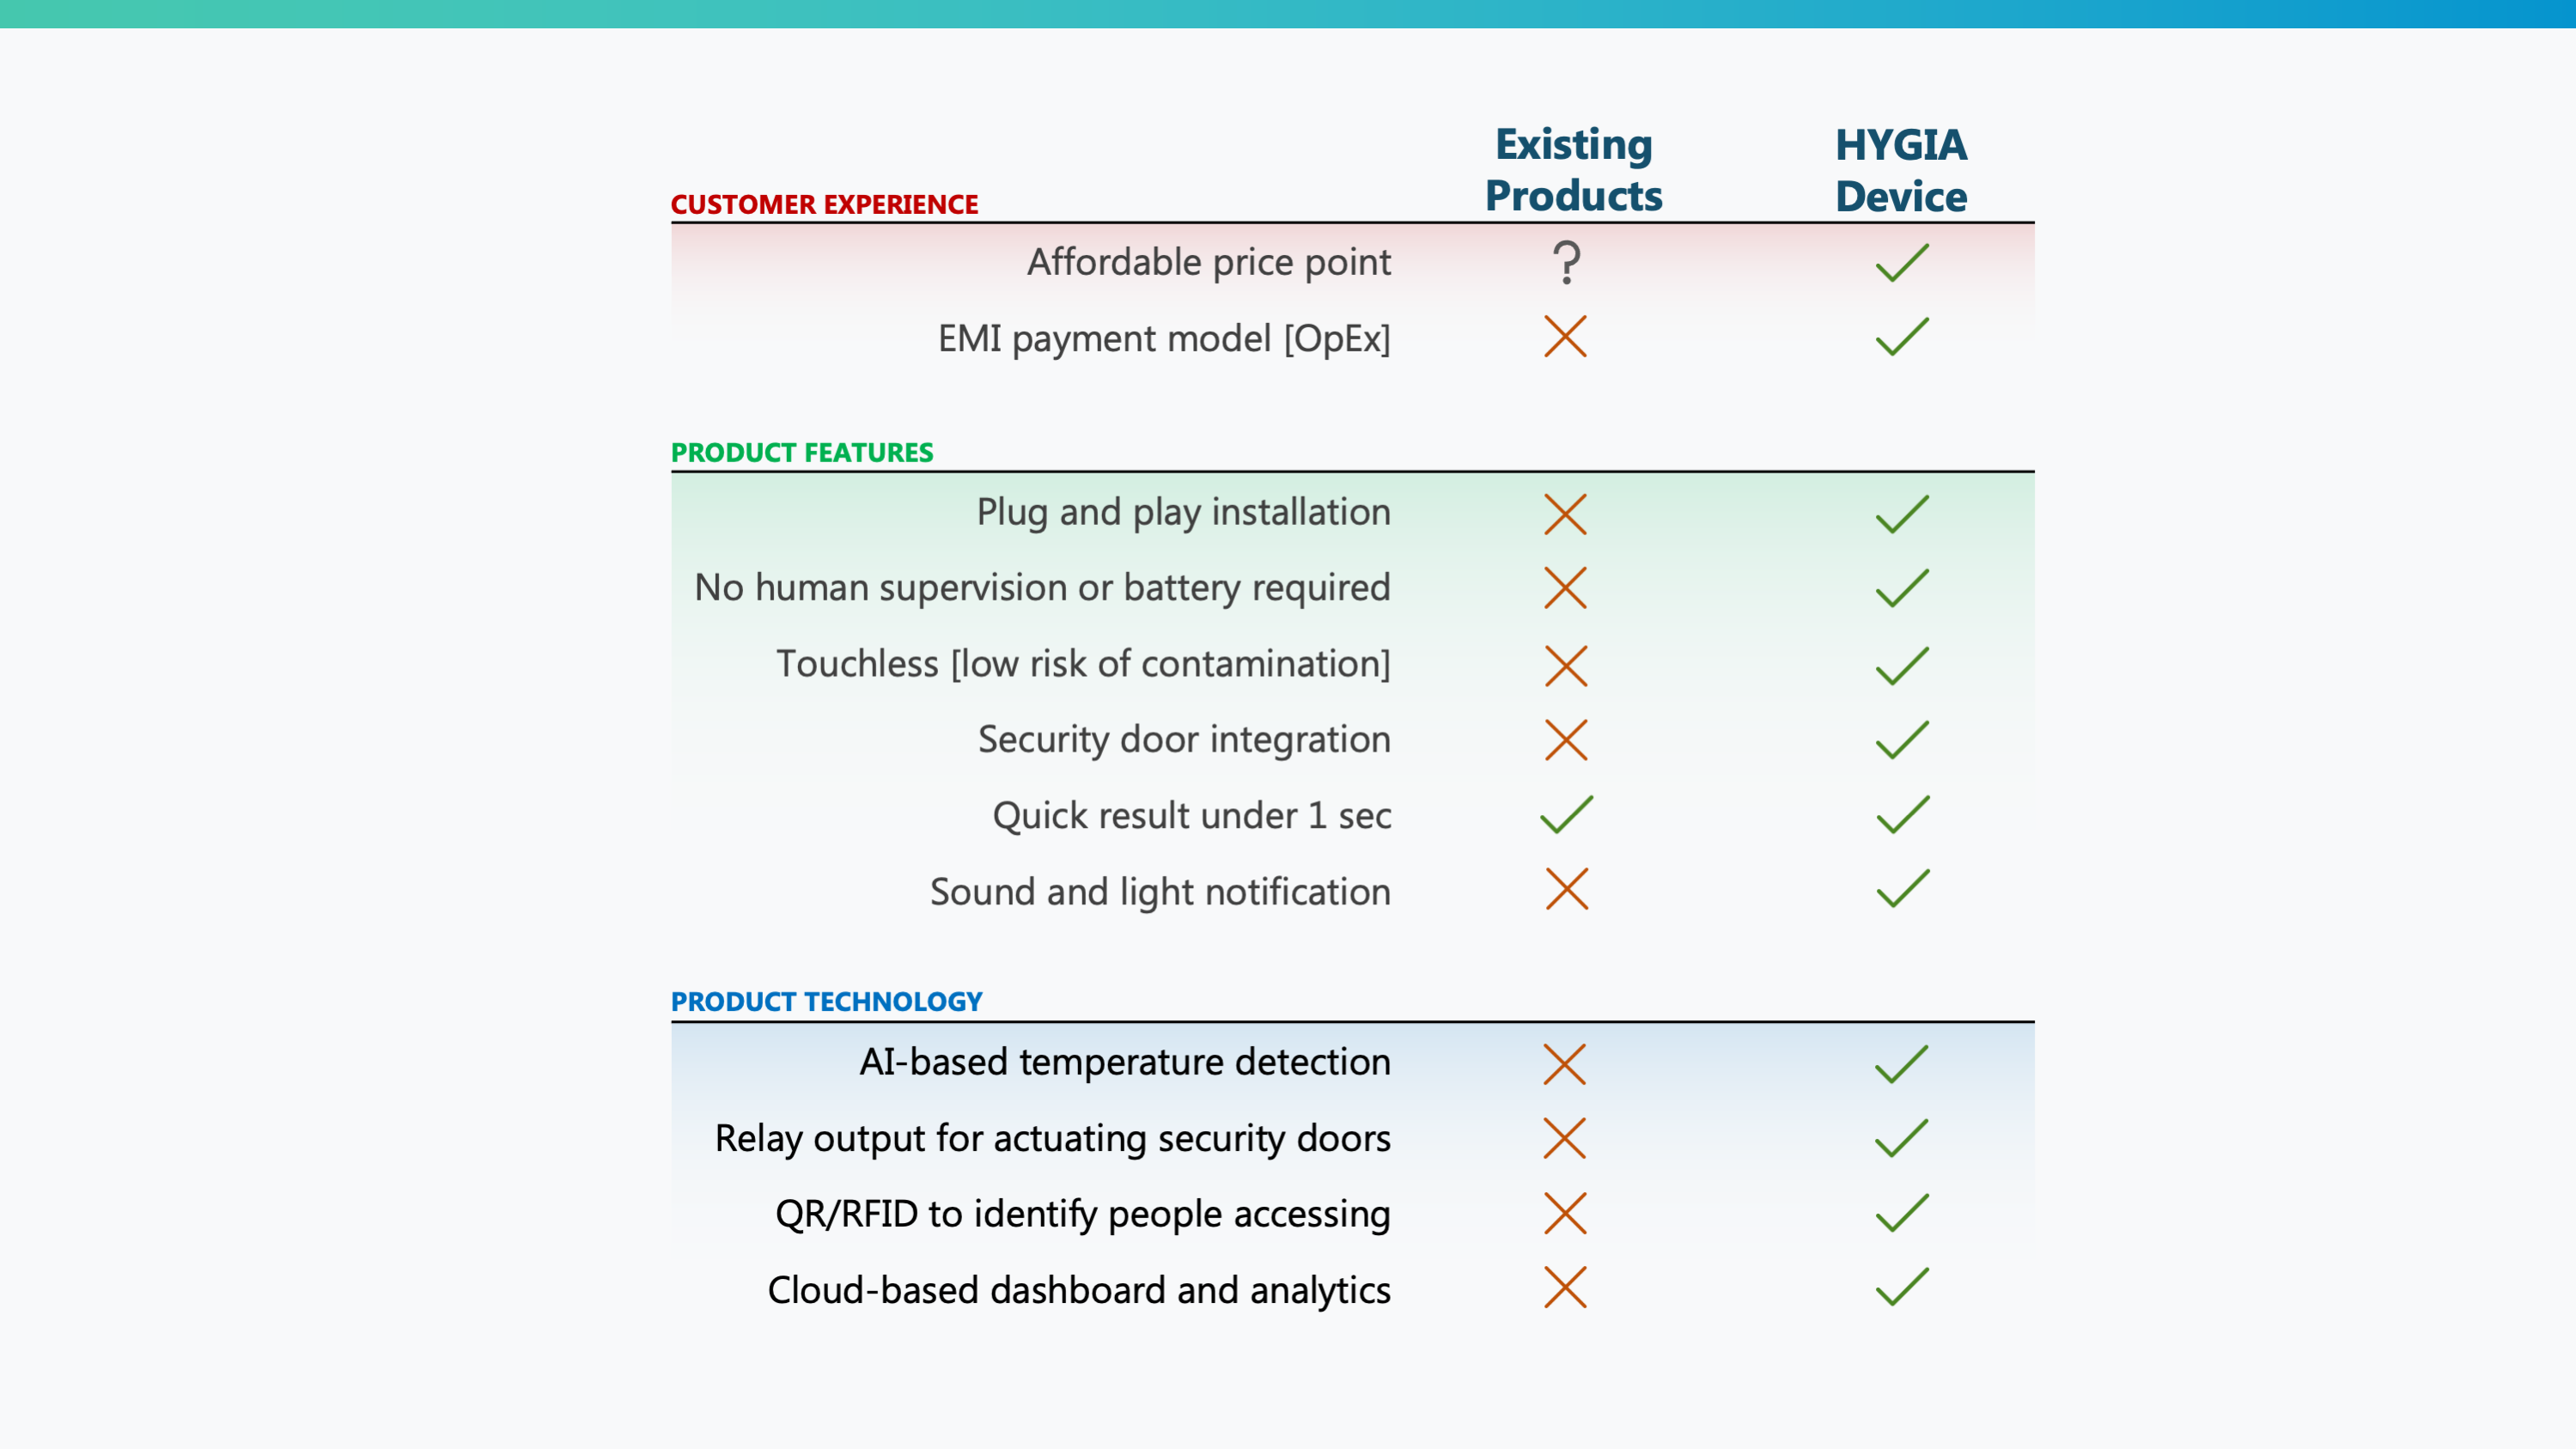 Existing Products
HYGIA Device
CUSTOMER EXPERIENCE
Affordable price point ? ✓
EMI payment model [OpEx] ✗ ✓
PRODUCT FEATURES
Plug and play installation ✗ ✓
No human supervision or battery required ✗ ✓
Touchless [low risk of contamination] ✗ ✓
Security door integration ✗ ✓
Quick result under 1 sec ✓ ✓
Sound and light notification ✗ ✓
PRODUCT TECHNOLOGY
AI-based temperature detection ✗ ✓
Relay output for actuating security doors ✗ ✓
QR/RFID to identify people accessing ✗ ✓
Cloud-based dashboard and analytics ✗ ✓